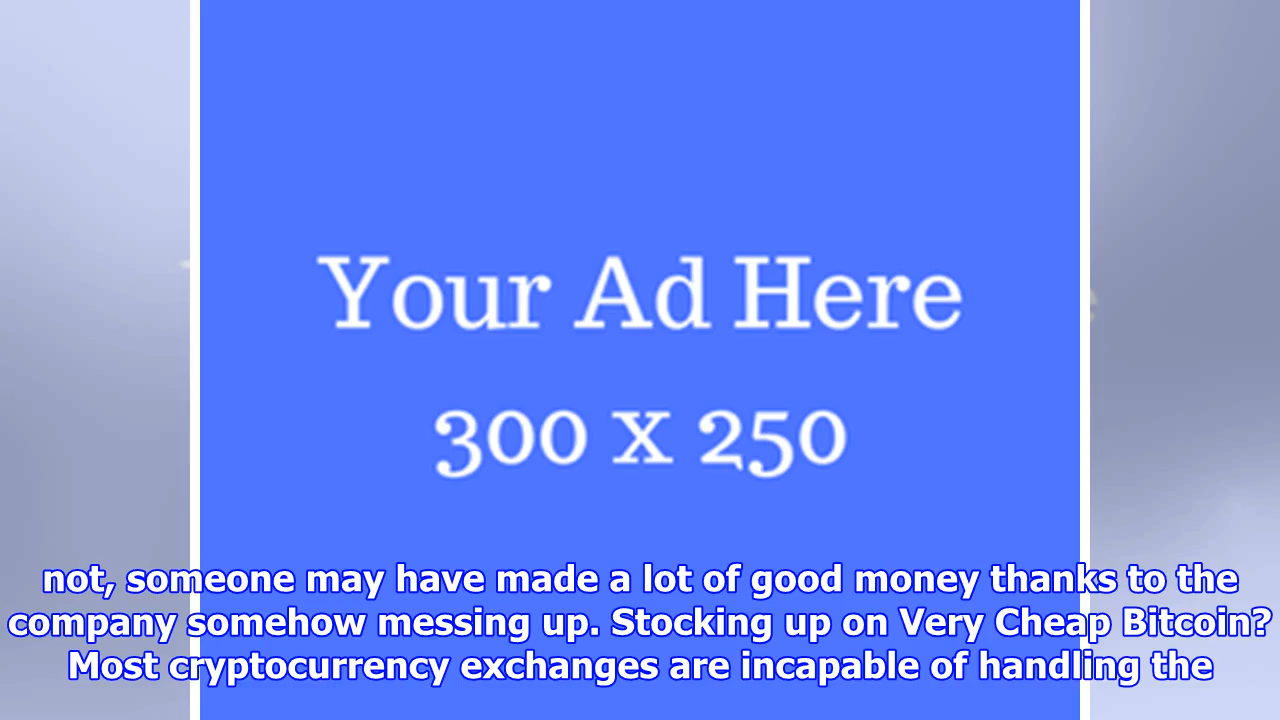 Your Ad Here
300 x 250
not, someone may have made a lot of good money thanks to the
company somehow messing up. Stocking up on Very Cheap Bitcoin?
Most cryptocurrency exchanges are incapable of handling the